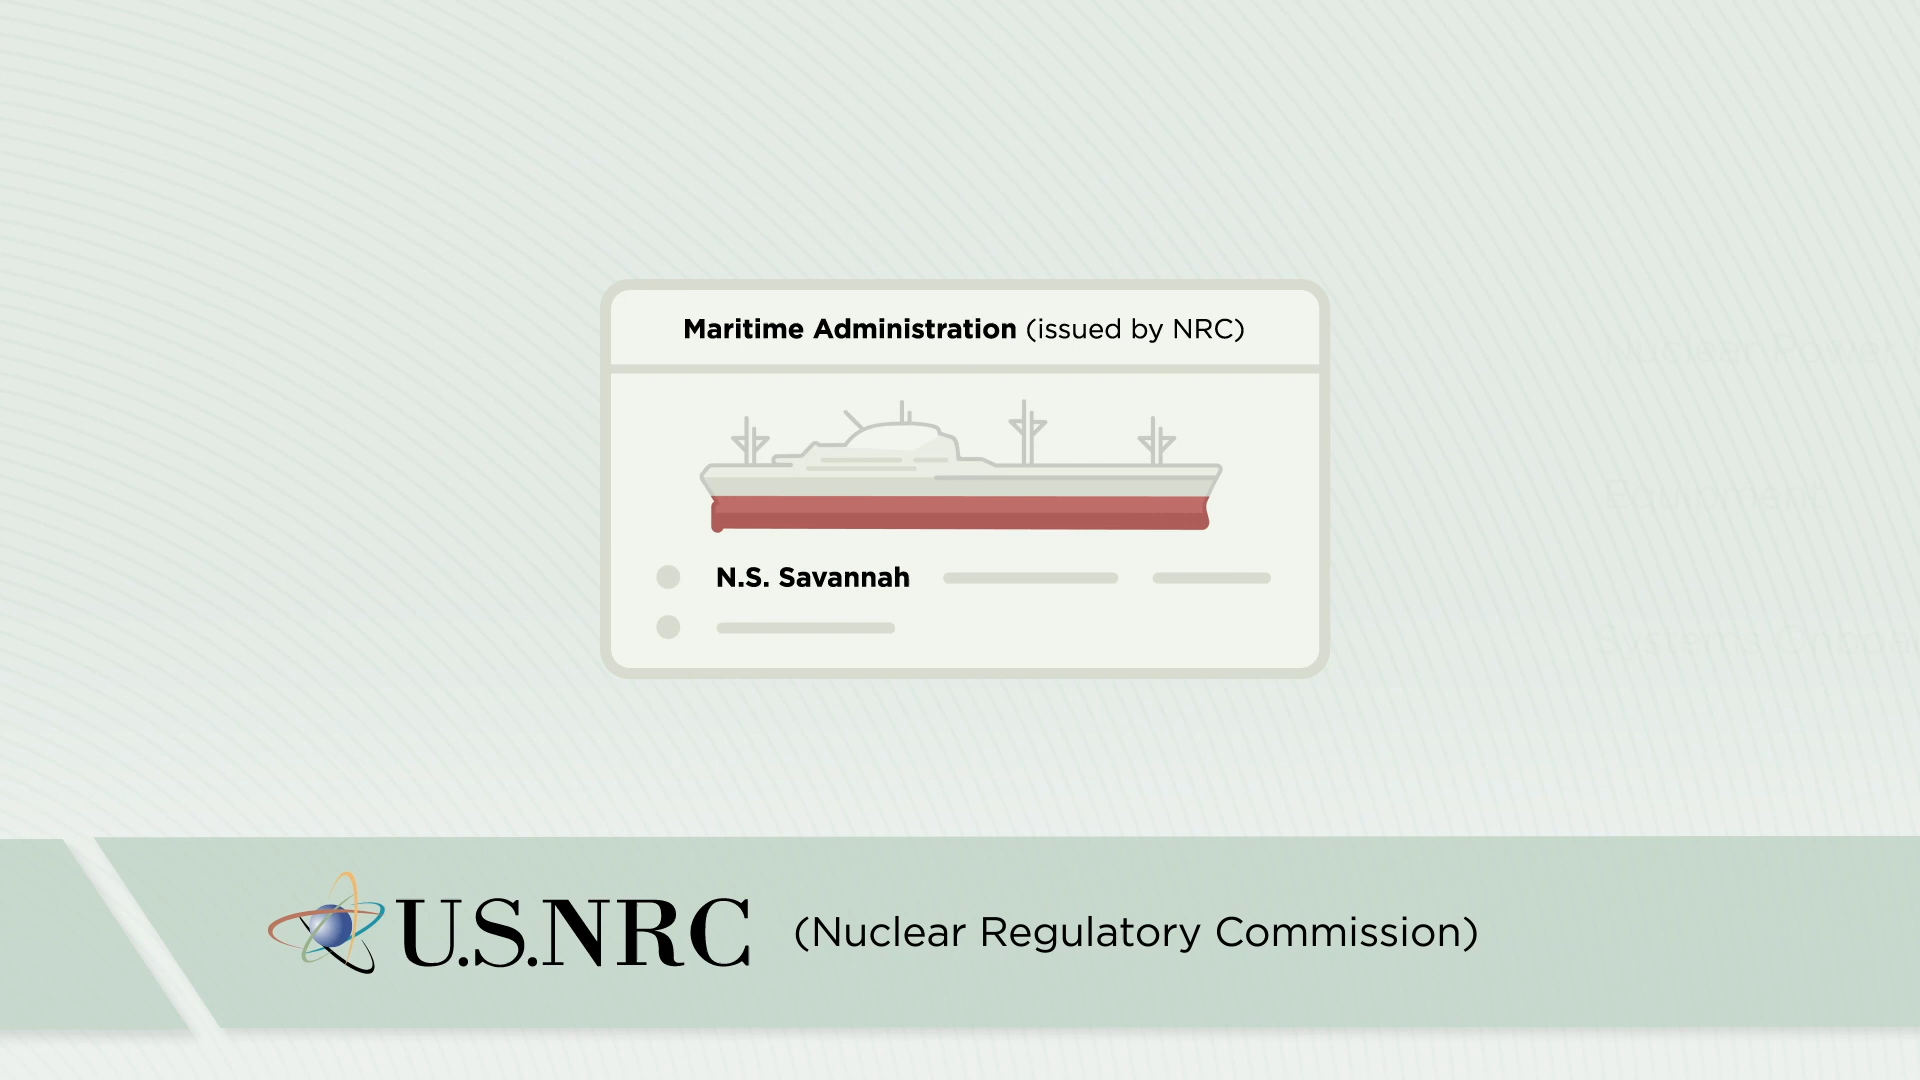 Maritime Administration (issued by NRC)
N.S. Savannah
U.S.NRC (Nuclear Regulatory Commission)